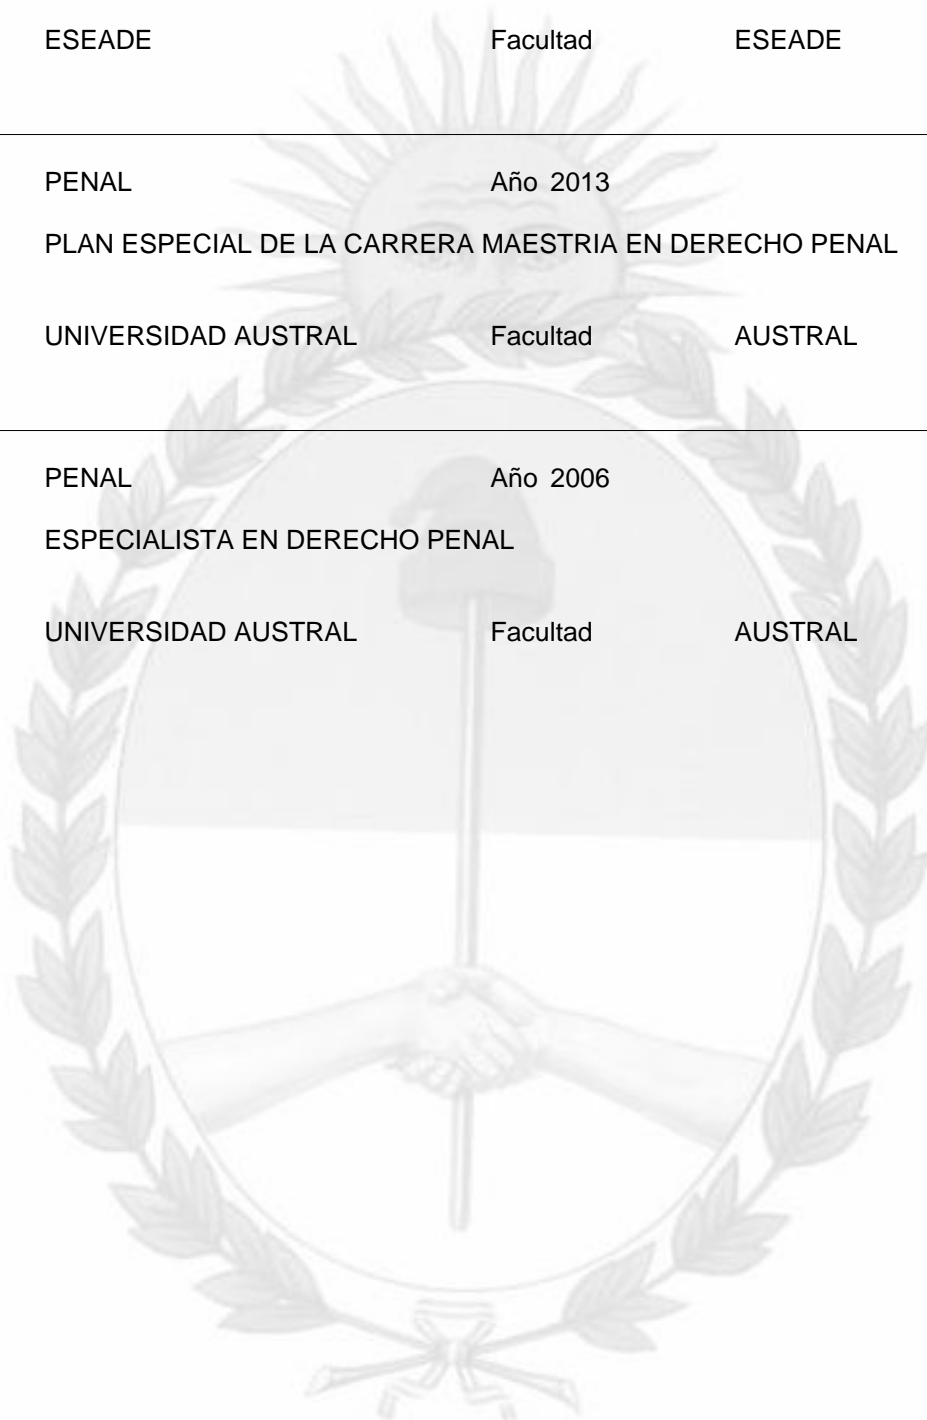 ESEADE Facultad ESEADE
PENAL Año 2013
PLAN ESPECIAL DE LA CARRERA MAESTRIA EN DERECHO PENAL
UNIVERSIDAD AUSTRAL Facultad AUSTRAL
PENAL Año 2006
ESPECIALISTA EN DERECHO PENAL
UNIVERSIDAD AUSTRAL Facultad AUSTRAL